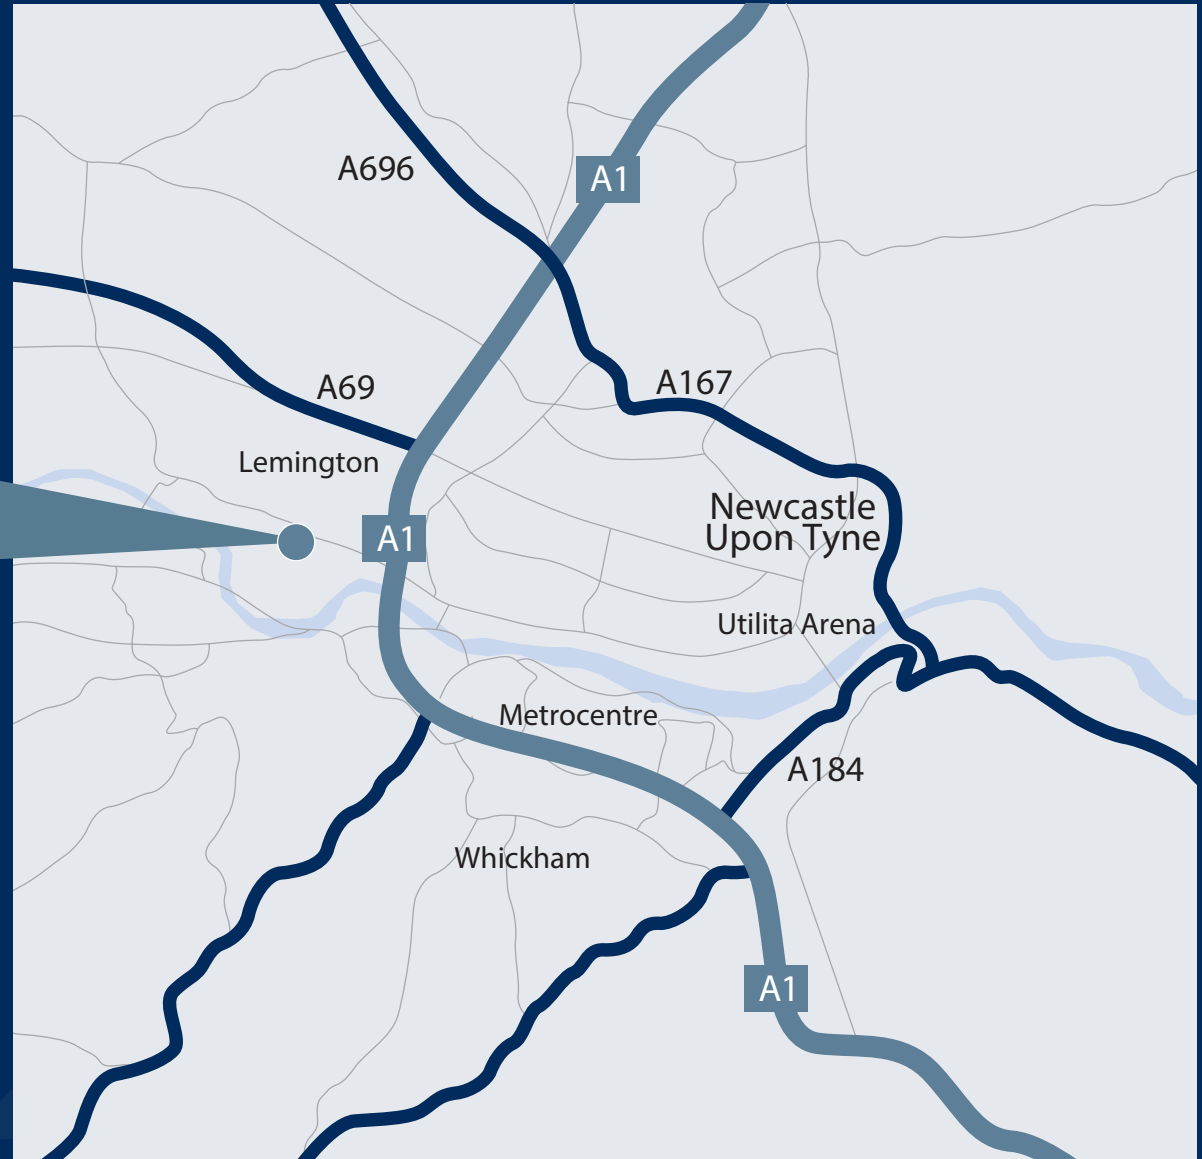 A696
A1
A69
A167
Lemington
Newcastle
Upon Tyne
A1
Utilita Arena
Metrocentre
A184
Whickham
A1